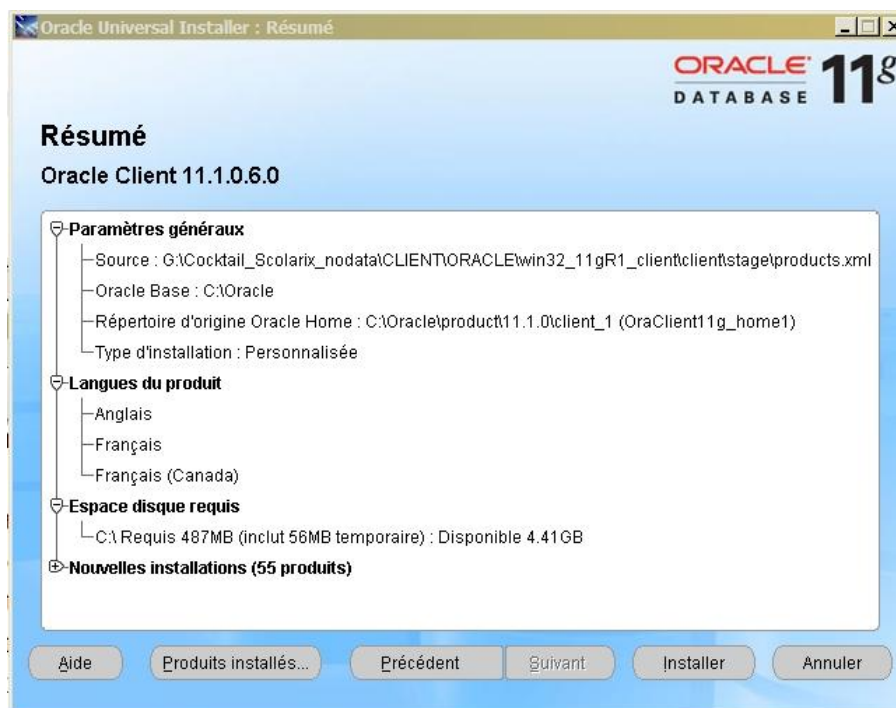 Oracle Universal Installer : Résumé
ORACLE 11g
DATABASE
Résumé
Oracle Client 11.1.0.6.0
Paramètres généraux
Source : G:\Cocktail_Scolarix_nodata\CLIENT\ORACLE\win32_11gR1_client\client\stage\products.xml
Oracle Base : C:\Oracle
Répertoire d'origine Oracle Home : C:\Oracle\product\11.1.0\client_1 (OraClient11g_home1)
Type d'installation : Personnalisée
Langues du produit
Anglais
Français
Français (Canada)
Espace disque requis
C:\ Requis 487MB (inclut 56MB temporaire) : Disponible 4.41GB
Nouvelles installations (55 produits)
Aide Produits installés... Précédent Suivant Installer Annuler